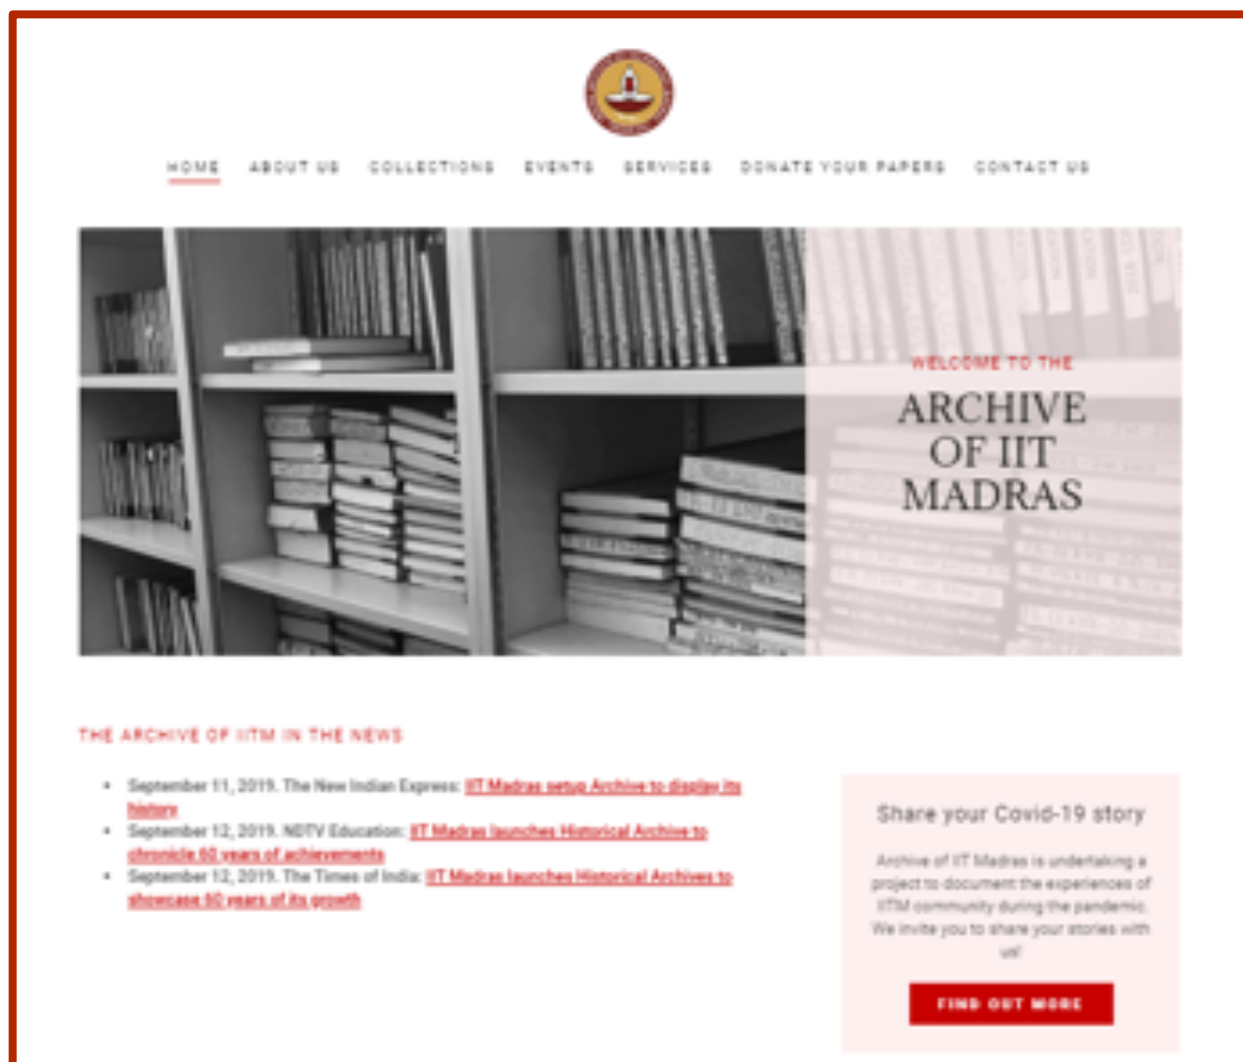 HOME ABOUT US COLLECTIONS EVENTS SERVICES DONATE YOUR PAPERS CONTACT US
WELCOME TO THE
ARCHIVE
OF IIT
MADRAS
THE ARCHIVE OF IITM IN THE NEWS
• September 11, 2019. The New Indian Express: IIT Madras setup Archive to display its
history
• September 12, 2019. NDTV Education: IIT Madras launches Historical Archive to
chronicle 60 years of achievements
• September 12, 2019. The Times of India: IIT Madras launches Historical Archives to
showcase 60 years of its growth
Share your Covid-19 story
Archive of IIT Madras is undertaking a
project to document the experiences of
IITM community during the pandemic.
We invite you to share your stories with
us!
FIND OUT MORE